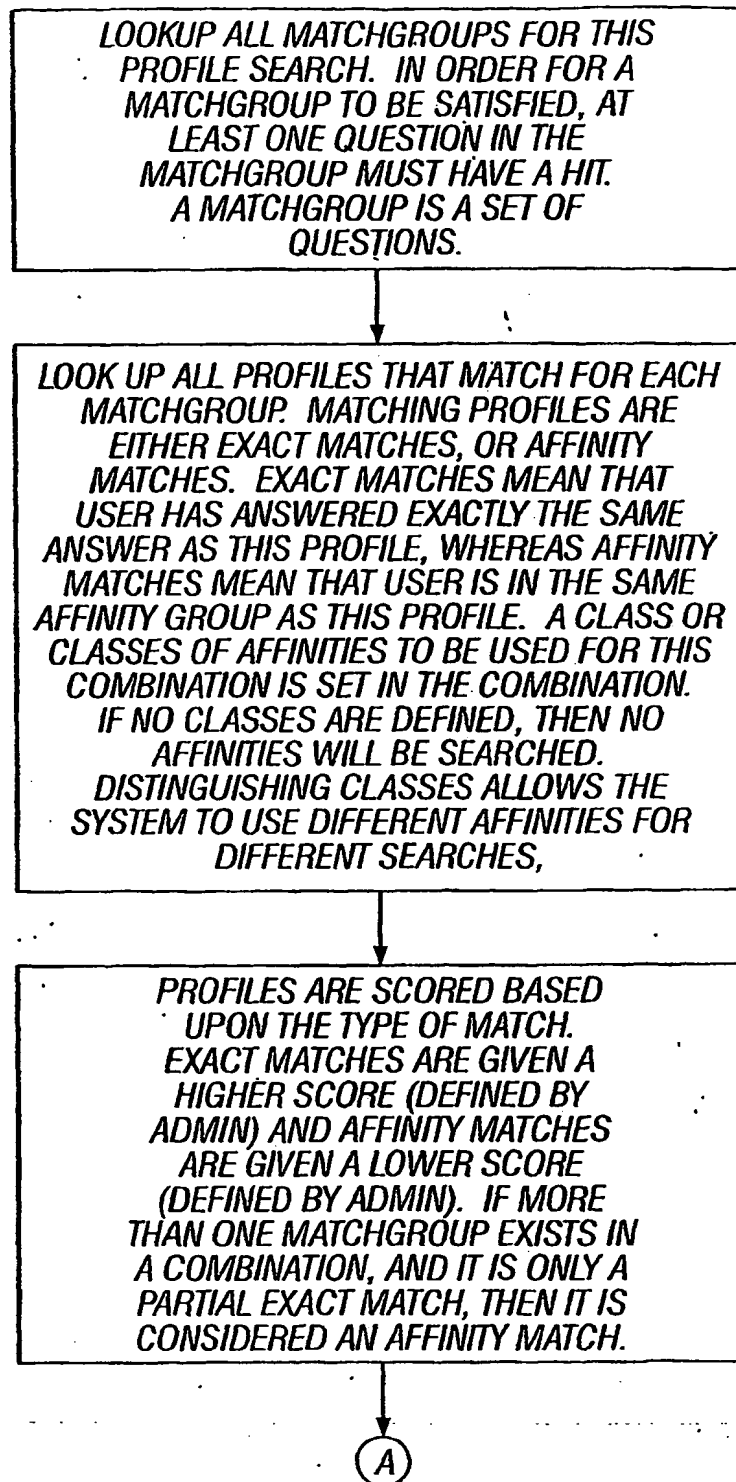 LOOKUP ALL MATCHGROUPS FOR THIS
PROFILE SEARCH. IN ORDER FOR A
MATCHGROUP TO BE SATISFIED, AT
LEAST ONE QUESTION IN THE
MATCHGROUP MUST HAVE A HIT.
A MATCHGROUP IS A SET OF
QUESTIONS.
LOOK UP ALL PROFILES THAT MATCH FOR EACH
MATCHGROUP. MATCHING PROFILES ARE
EITHER EXACT MATCHES, OR AFFINITY
MATCHES. EXACT MATCHES MEAN THAT
USER HAS ANSWERED EXACTLY THE SAME
ANSWER AS THIS PROFILE, WHEREAS AFFINITY
MATCHES MEAN THAT USER IS IN THE SAME
AFFINITY GROUP AS THIS PROFILE. A CLASS OR
CLASSES OF AFFINITIES TO BE USED FOR THIS
COMBINATION IS SET IN THE COMBINATION.
IF NO CLASSES ARE DEFINED, THEN NO
AFFINITIES WILL BE SEARCHED.
DISTINGUISHING CLASSES ALLOWS THE
SYSTEM TO USE DIFFERENT AFFINITIES FOR
DIFFERENT SEARCHES,
PROFILES ARE SCORED BASED
UPON THE TYPE OF MATCH.
EXACT MATCHES ARE GIVEN A
HIGHER SCORE (DEFINED BY
ADMIN) AND AFFINITY MATCHES
ARE GIVEN A LOWER SCORE
(DEFINED BY ADMIN). IF MORE
THAN ONE MATCHGROUP EXISTS IN
A COMBINATION, AND IT IS ONLY A
PARTIAL EXACT MATCH, THEN IT IS
CONSIDERED AN AFFINITY MATCH.
A